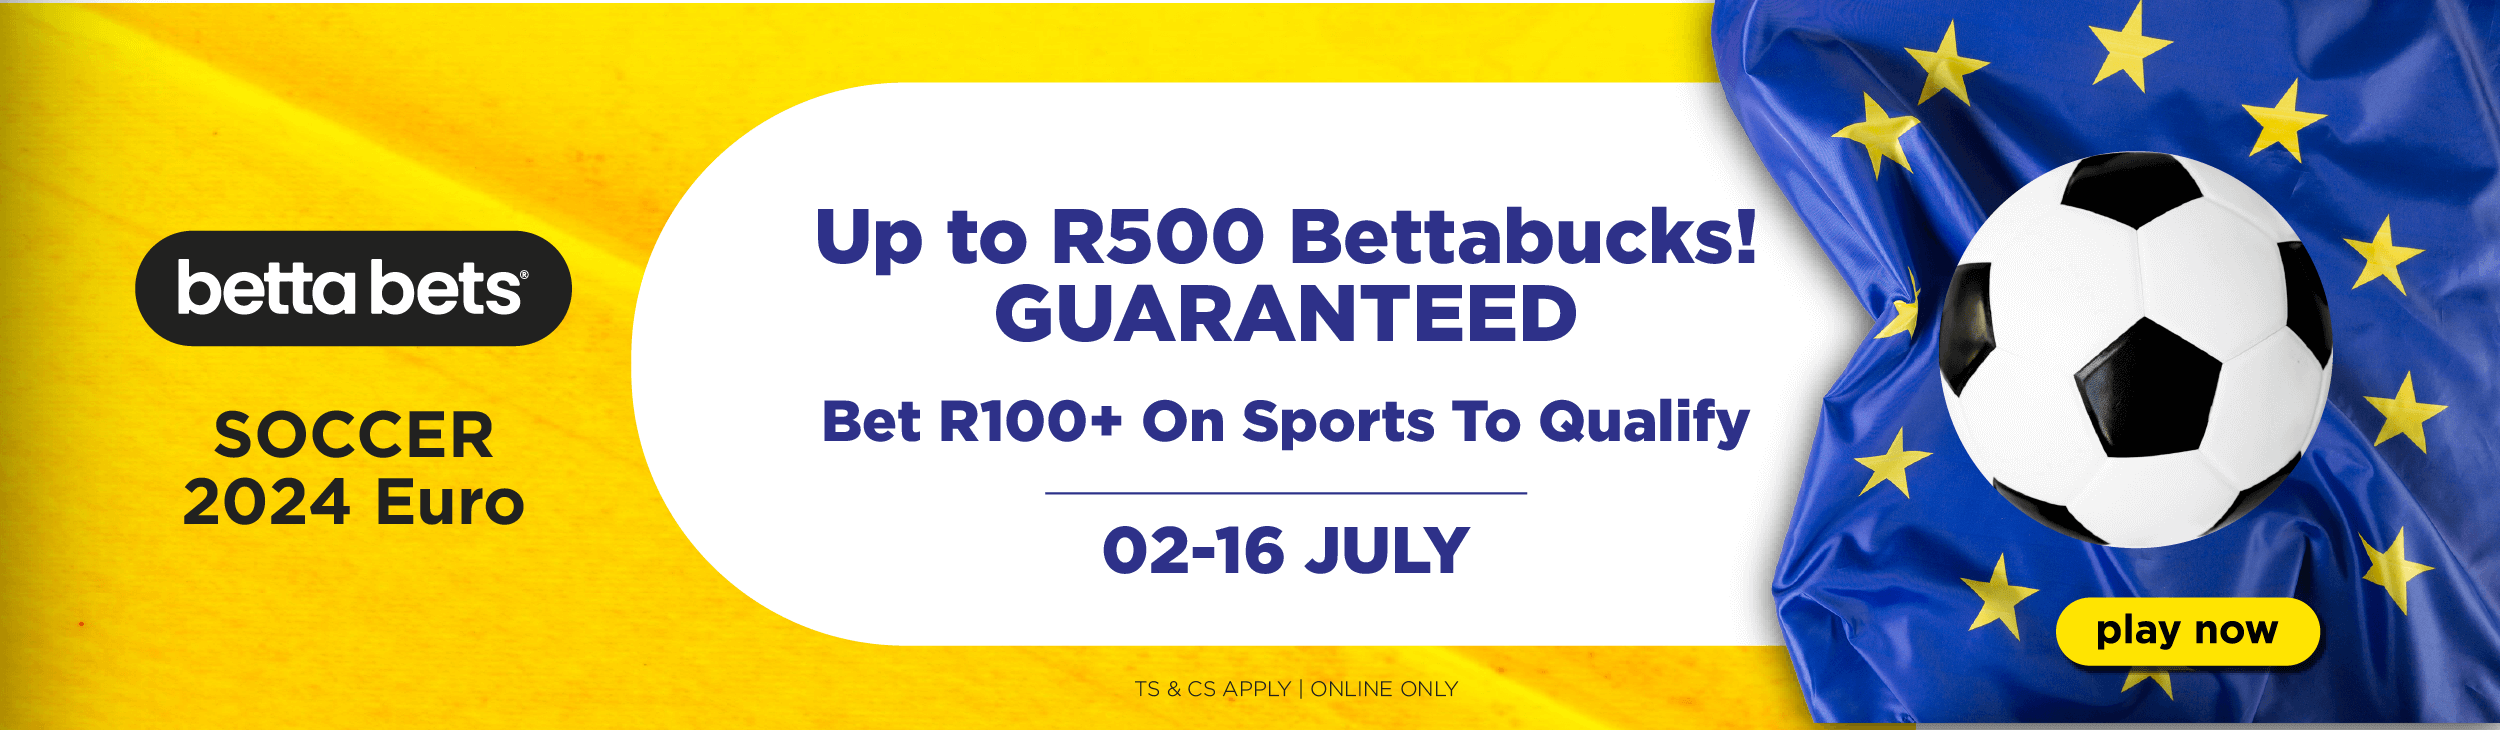 betta bets®
SOCCER
2024 Euro
Up to R500 Bettabucks!
GUARANTEED
Bet R100+ On Sports To Qualify
02-16 JULY
TS & CS APPLY | ONLINE ONLY
play now